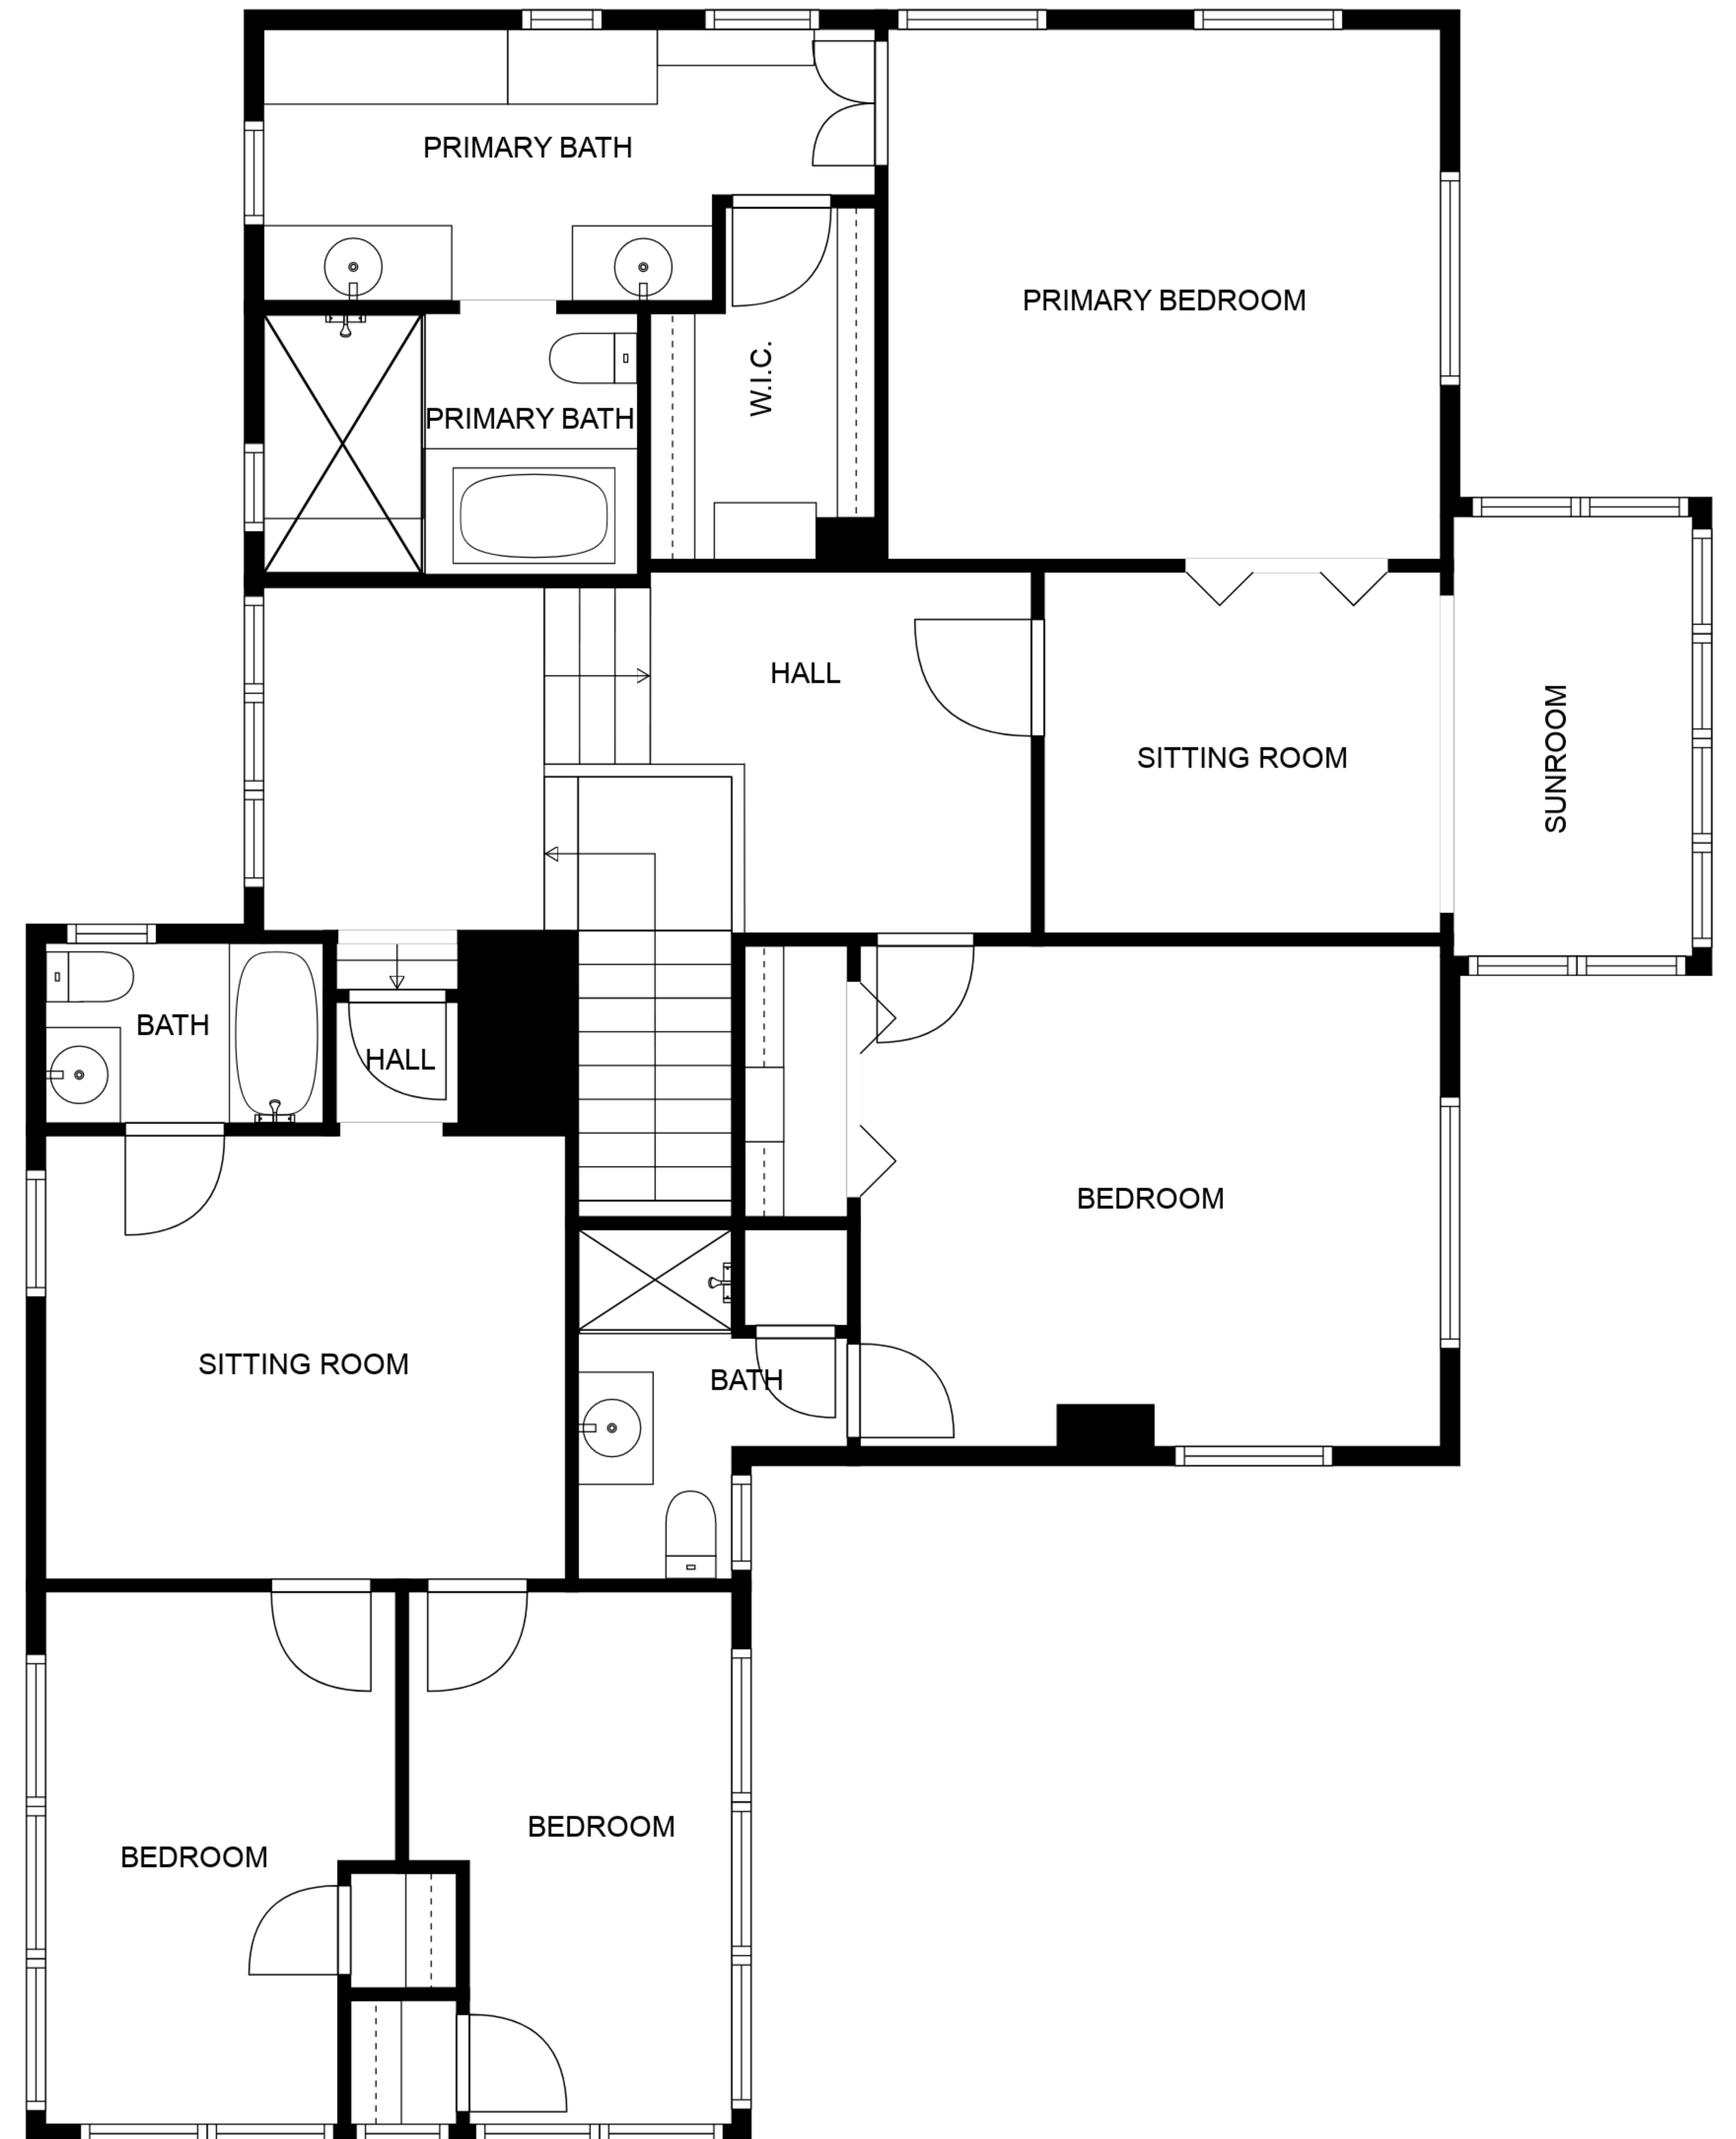 PRIMARY BATH
PRIMARY BEDROOM
W.I.C.
PRIMARY BATH
HALL
SITTING ROOM
SUNROOM
BATH
HALL
BEDROOM
SITTING ROOM
BATH
BEDROOM
BEDROOM